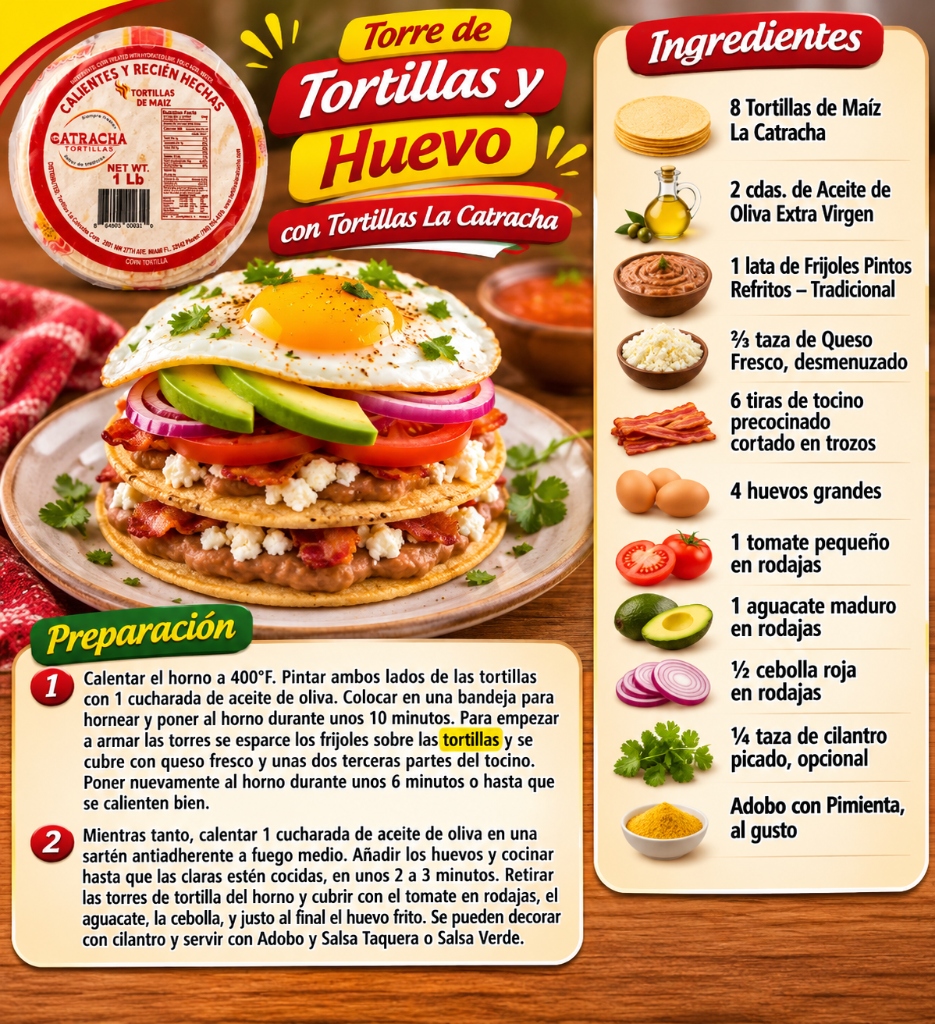 CALIENTES Y RECIÉN HECHAS
TORTILLAS
DE MAIZ
Siempre frescas
CATRACHA
TORTILLAS
Sabor de tradición
NET WT.
1 Lb
Nutrition Facts
CORN TORTILLA
Torre de
Tortillas y
Huevo
con Tortillas La Catracha
Ingredientes
8 Tortillas de Maíz
La Catracha
2 cdas. de Aceite de
Oliva Extra Virgen
1 lata de Frijoles Pintos
Refritos – Tradicional
⅔ taza de Queso
Fresco, desmenuzado
6 tiras de tocino
precocinado
cortado en trozos
4 huevos grandes
1 tomate pequeño
en rodajas
1 aguacate maduro
en rodajas
½ cebolla roja
en rodajas
¼ taza de cilantro
picado, opcional
Adobo con Pimienta,
al gusto
Preparación
1
Calentar el horno a 400°F. Pintar ambos lados de las tortillas
con 1 cucharada de aceite de oliva. Colocar en una bandeja para
hornear y poner al horno durante unos 10 minutos. Para empezar
a armar las torres se esparce los frijoles sobre las tortillas y se
cubre con queso fresco y unas dos terceras partes del tocino.
Poner nuevamente al horno durante unos 6 minutos o hasta que
se calienten bien.
2
Mientras tanto, calentar 1 cucharada de aceite de oliva en una
sartén antiadherente a fuego medio. Añadir los huevos y cocinar
hasta que las claras estén cocidas, en unos 2 a 3 minutos. Retirar
las torres de tortilla del horno y cubrir con el tomate en rodajas, el
aguacate, la cebolla, y justo al final el huevo frito. Se pueden decorar
con cilantro y servir con Adobo y Salsa Taquera o Salsa Verde.